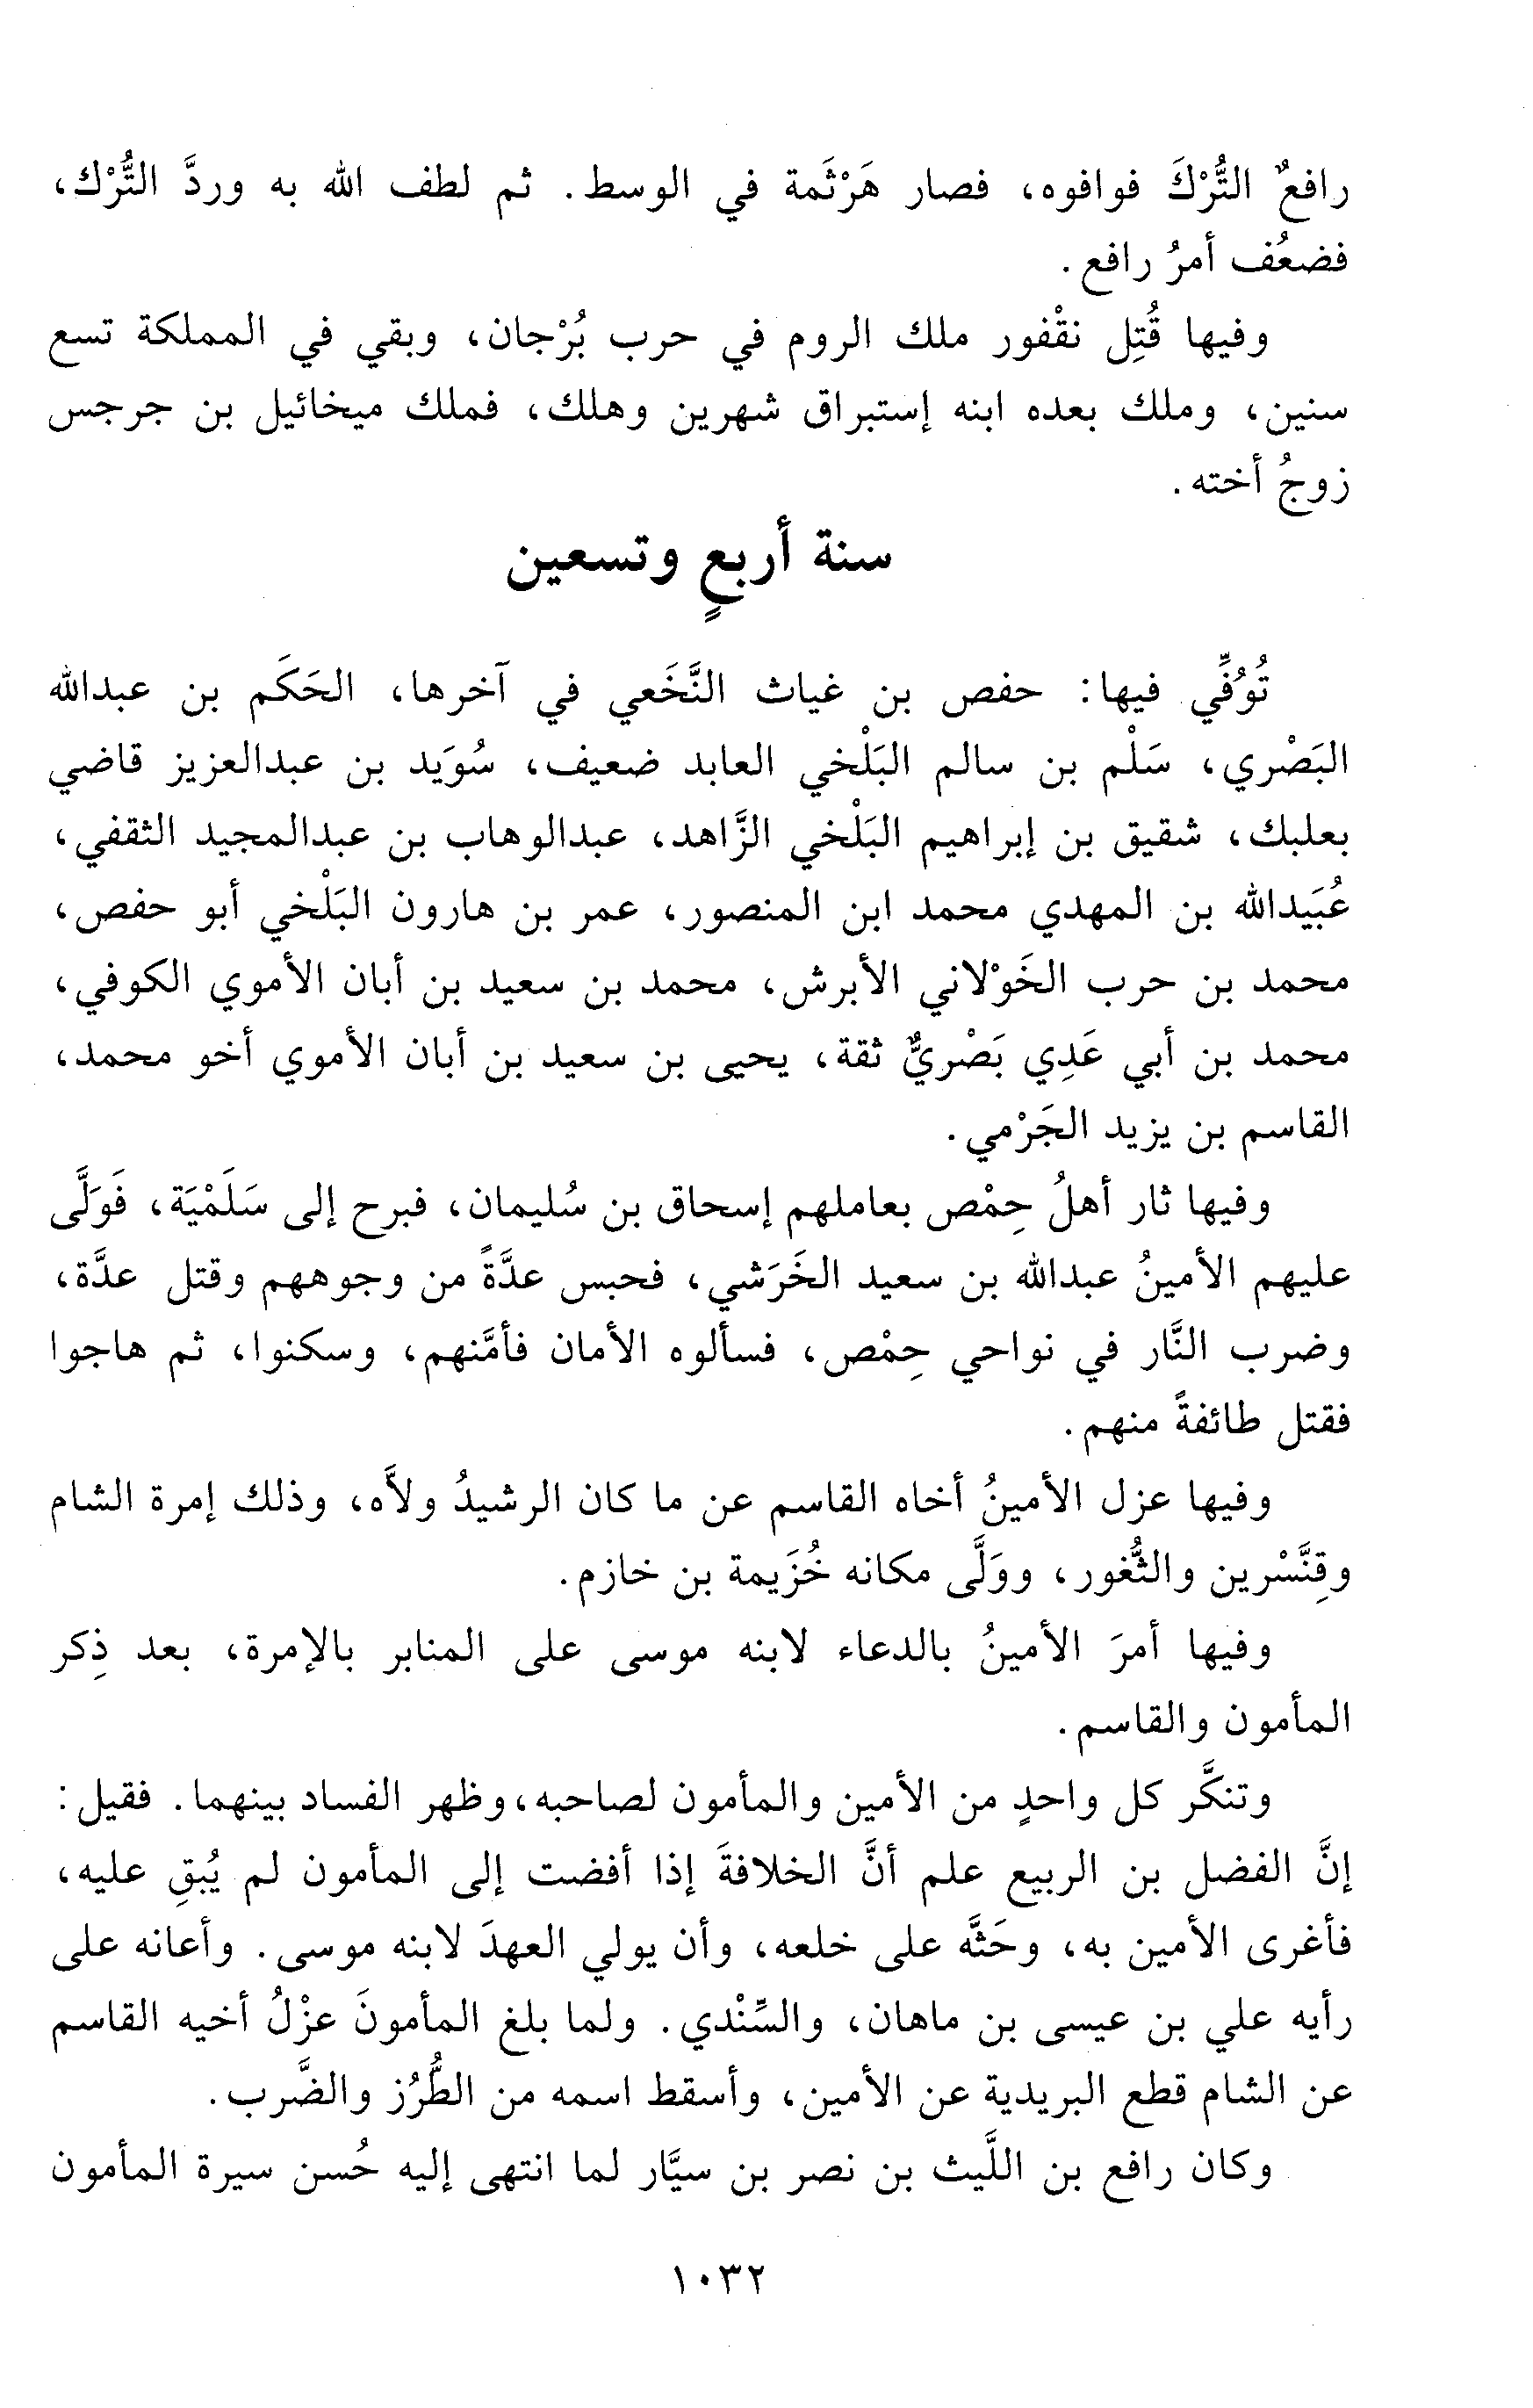 رافعٌ التُّرْكَ فوافوه، فصار هَرْثَمة في الوسط. ثم لطف الله به وردَّ التُّرْك،
فضعُف أمرُ رافع.
وفيها قُتِل نقْفور ملك الروم في حرب بُرْجان، وبقي في المملكة تسع
سنين، وملك بعده ابنه إستبراق شهرين وهلك، فملك ميخائيل بن جرجس
زوجُ أخته.
سنة أربعٍ وتسعين
تُوُفِّي فيها: حفص بن غياث النَّخَعي في آخرها، الحَكَم بن عبدالله
البَصْري، سَلْم بن سالم البَلْخي العابد ضعيف، سُوَيد بن عبدالعزيز قاضي
بعلبك، شقيق بن إبراهيم البَلْخي الزَّاهد، عبدالوهاب بن عبدالمجيد الثقفي،
عُبَيدالله بن المهدي محمد ابن المنصور، عمر بن هارون البَلْخي أبو حفص،
محمد بن حرب الخَوْلاني الأبرش، محمد بن سعيد بن أبان الأموي الكوفي،
محمد بن أبي عَدِي بَصْريٌّ ثقة، يحيى بن سعيد بن أبان الأموي أخو محمد،
القاسم بن يزيد الجَرْمي.
وفيها ثار أهلُ حِمْص بعاملهم إسحاق بن سُليمان، فبرح إلى سَلَمْيَة، فَوَلَّى
عليهم الأمينُ عبدالله بن سعيد الخَرَشي، فحبس عدَّةً من وجوههم وقتل عدَّة،
وضرب النَّار في نواحي حِمْص، فسألوه الأمان فأمَّنهم، وسكنوا، ثم هاجوا
فقتل طائفةً منهم.
وفيها عزل الأمينُ أخاه القاسم عن ما كان الرشيدُ ولاَّه، وذلك إمرة الشام
وقِنَّسْرين والثُّغور، ووَلَّى مكانه خُزَيمة بن خازم.
وفيها أمرَ الأمينُ بالدعاء لابنه موسى على المنابر بالإمرة، بعد ذِكر
المأمون والقاسم.
وتنكَّر كل واحدٍ من الأمين والمأمون لصاحبه، وظهر الفساد بينهما. فقيل:
إنَّ الفضل بن الربيع علم أنَّ الخلافةَ إذا أفضت إلى المأمون لم يُبقِ عليه،
فأغرى الأمين به، وحَثَّه على خلعه، وأن يولي العهدَ لابنه موسى. وأعانه على
رأيه علي بن عيسى بن ماهان، والسِّنْدي. ولما بلغ المأمونَ عزْلُ أخيه القاسم
عن الشام قطع البريدية عن الأمين، وأسقط اسمه من الطُّرُز والضَّرب.
وكان رافع بن اللَّيث بن نصر بن سيَّار لما انتهى إليه حُسن سيرة المأمون
١٠٣٢